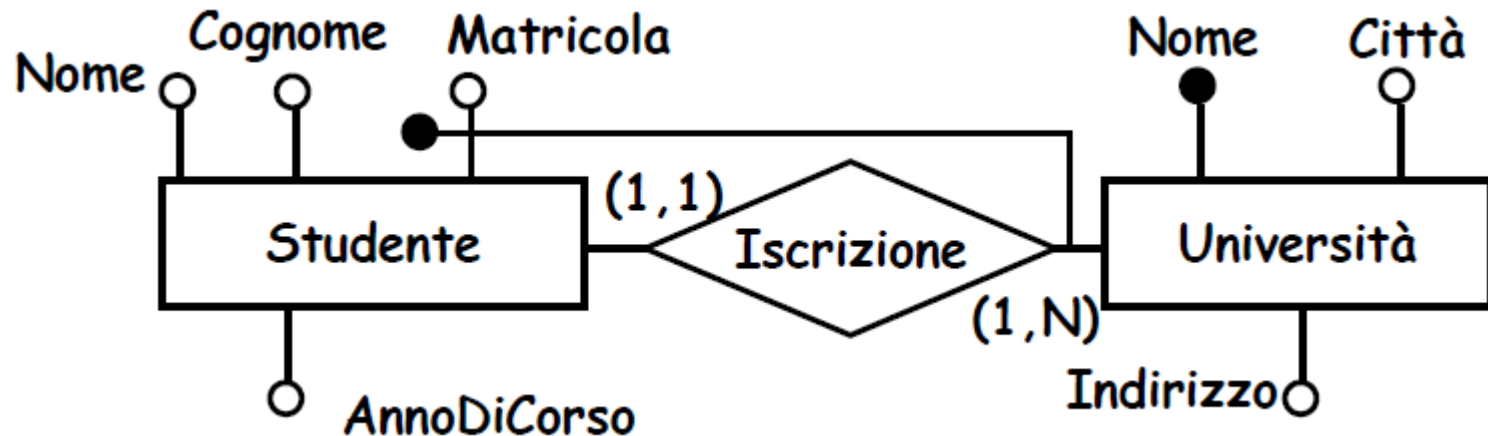 Nome
Cognome
Matricola
Nome
Città
(1,1)
Studente
Iscrizione
Università
(1,N)
AnnoDiCorso
Indirizzo